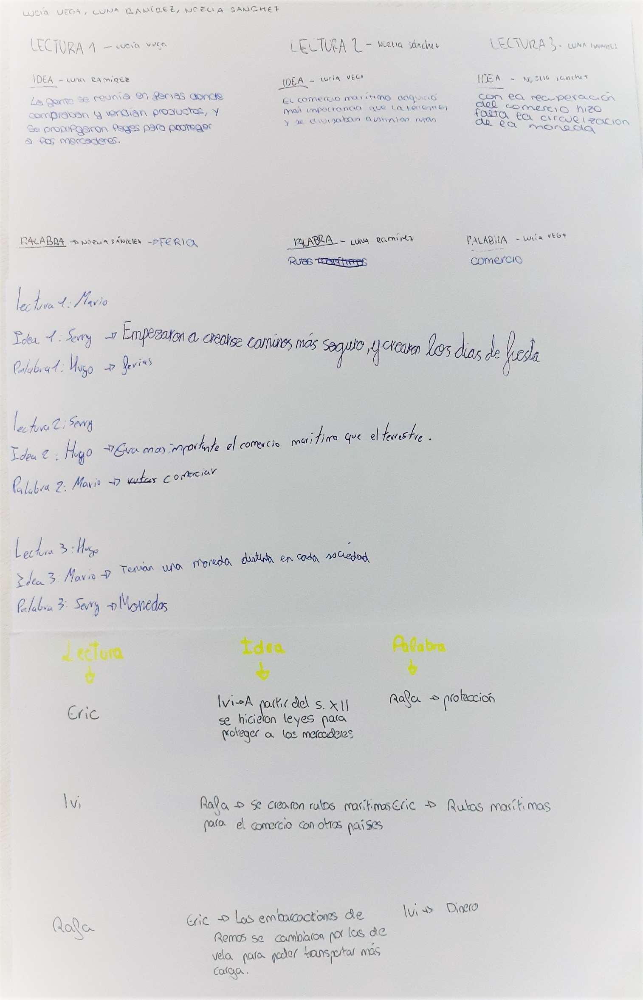 LUCÍA VEGA, LUNA RAMÍREZ, NOELIA SANCHEZ
LECTURA 1 - Lucía Vega
LECTURA 2 - Noelia Sánchez
LECTURA 3 - LUNA RAMIREZ
IDEA - LUNA RAMÍREZ
La gente se reunía en ferias donde
compraban y vendían productos, y
se propulgaron leyes para proteger
a los mercaderes.
IDEA - LUCÍA VEGA
El comercio marítimo adquirió
mas importancia que la terrestres
y se divisaban distintas rutas
IDEA - Noelia Sanchez
con la recuperación
del comercio hizo
falta la circulización
de la moneda
PALABRA → NOELIA SÁNCHEZ → FERIA
PALABRA - LUNA Ramírez
Rutas marítimas
PALABRA - Lucía VEGA
comercio
Lectura 1: Mario
Idea 1: Serry → Empezaron a crearse caminos más seguro, y crearon los dias de fiesta
Palabra 1: Hugo → ferias
Lectura 2: Serry
Idea 2: Hugo → Era mas importante el comercio maritimo que el terrestre.
Palabra 2: Mario → rutas comerciar
Lectura 3: Hugo
Idea 3: Mario → Tenían una moneda distinta en cada sociedad
Palabra 3: Serry → Monedas
Lectura Idea Palabra
Eric
Ivi → A partir del s. XII
se hicieron leyes para
proteger a los mercaderes
Rafa → protección
Ivi
Rafa → se crearon rutas marítimas
para el comercio con otros países
Eric → Rutas marítimas
Rafa
Eric → Las embarcaciones de
Remos se cambiaron por las de
vela para poder transportar más
carga.
Ivi → Dinero